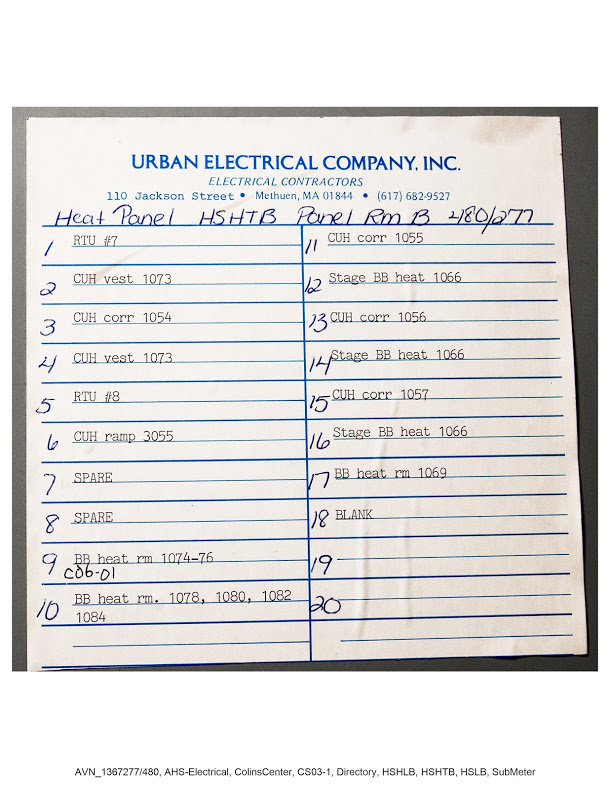 URBAN ELECTRICAL COMPANY, INC.
ELECTRICAL CONTRACTORS
110 Jackson Street • Methuen, MA 01844 • (617) 682-9527
Heat Panel HSHTB Panel Rm B 480/277
1 RTU #7
2 CUH vest 1073
3 CUH corr 1054
4 CUH vest 1073
5 RTU #8
6 CUH ramp 3055
7 SPARE
8 SPARE
9 BB heat rm 1074-76
C06-01
10 BB heat rm. 1078, 1080, 1082
1084
11 CUH corr 1055
12 Stage BB heat 1066
13 CUH corr 1056
14 Stage BB heat 1066
15 CUH corr 1057
16 Stage BB heat 1066
17 BB heat rm 1069
18 BLANK
19
20
AVN_1367277/480, AHS-Electrical, ColinsCenter, CS03-1, Directory, HSHLB, HSHTB, HSLB, SubMeter